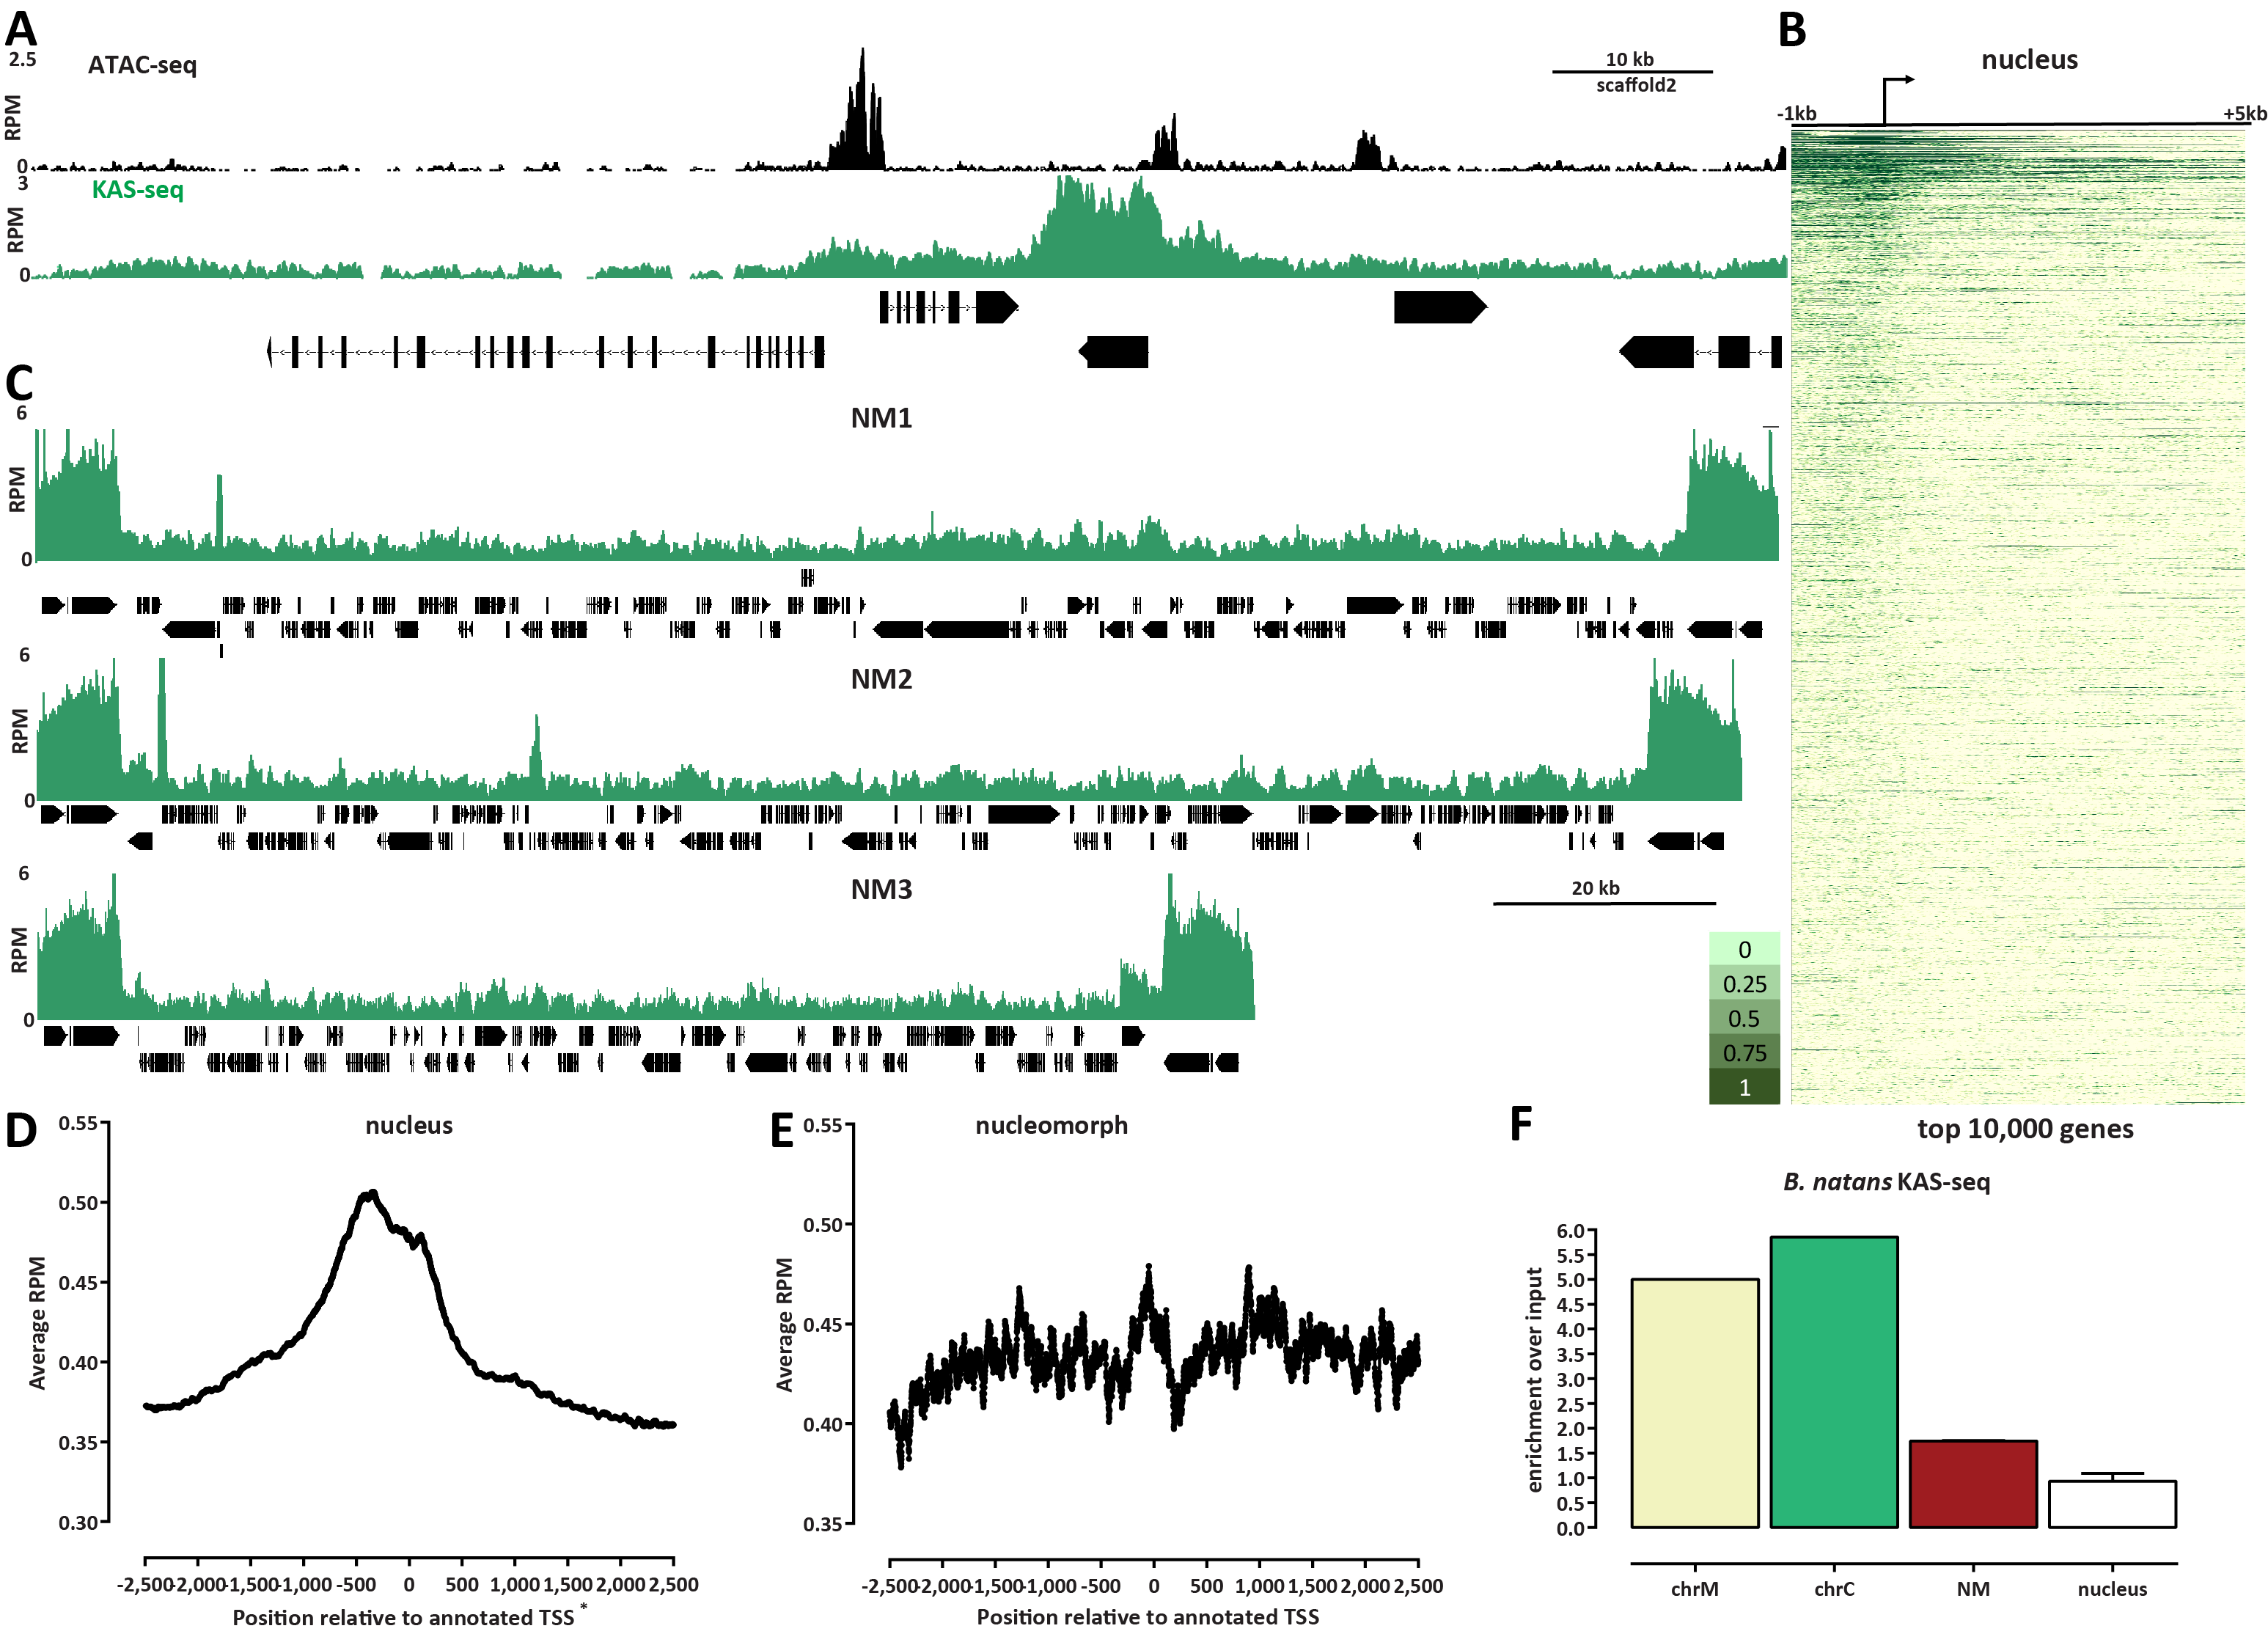 A
2.5
ATAC-seq
RPM
0
10 kb
scaffold2
3
KAS-seq
RPM
0
B
nucleus
-1kb
+5kb
top 10,000 genes
0
0.25
0.5
0.75
1
C
6
NM1
RPM
0
6
NM2
RPM
0
6
NM3
RPM
0
20 kb
D
nucleus
0.55
0.50
0.45
0.40
0.35
0.30
Average RPM
-2,500 -2,000 -1,500 -1,000 -500 0 500 1,000 1,500 2,000 2,500
Position relative to annotated TSS *
E
nucleomorph
0.55
0.50
0.45
0.40
0.35
Average RPM
-2,500 -2,000 -1,500 -1,000 -500 0 500 1,000 1,500 2,000 2,500
Position relative to annotated TSS
F
B. natans KAS-seq
6.0
5.5
5.0
4.5
4.0
3.5
3.0
2.5
2.0
1.5
1.0
0.5
0.0
enrichment over input
chrM chrC NM nucleus